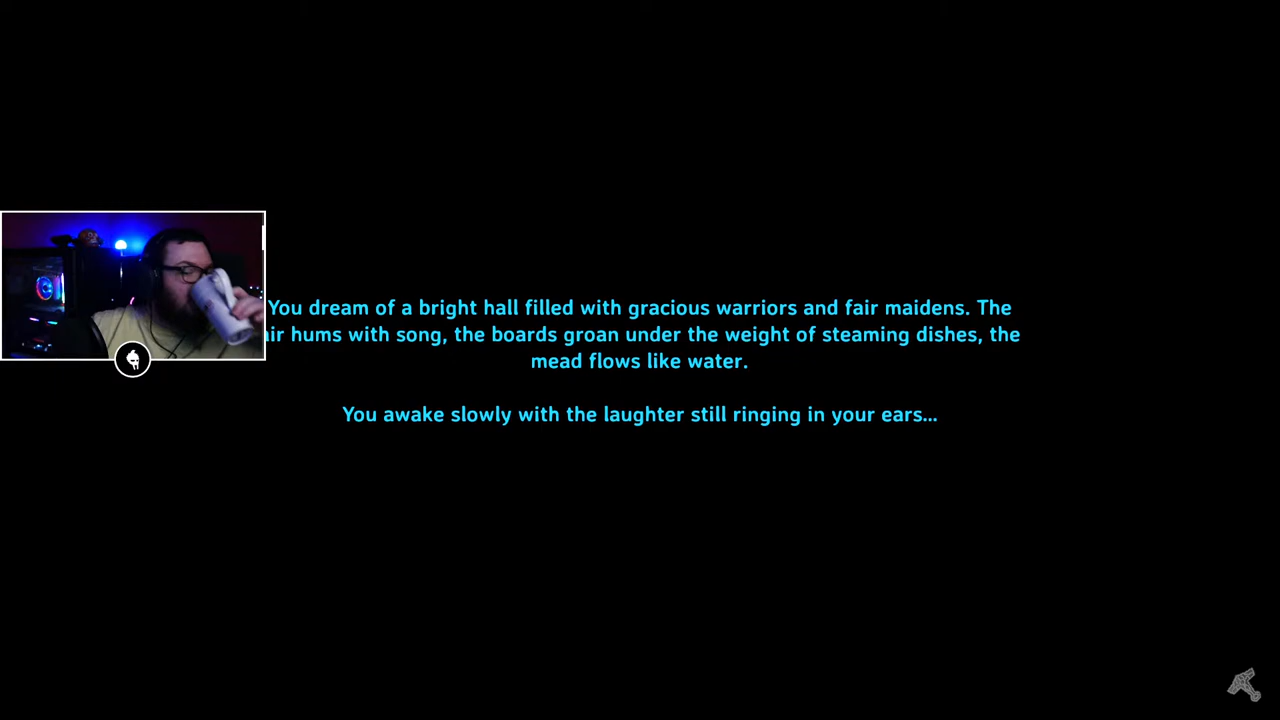 You dream of a bright hall filled with gracious warriors and fair maidens. The
hums with song, the boards groan under the weight of steaming dishes, the
mead flows like water.
You awake slowly with the laughter still ringing in your ears...